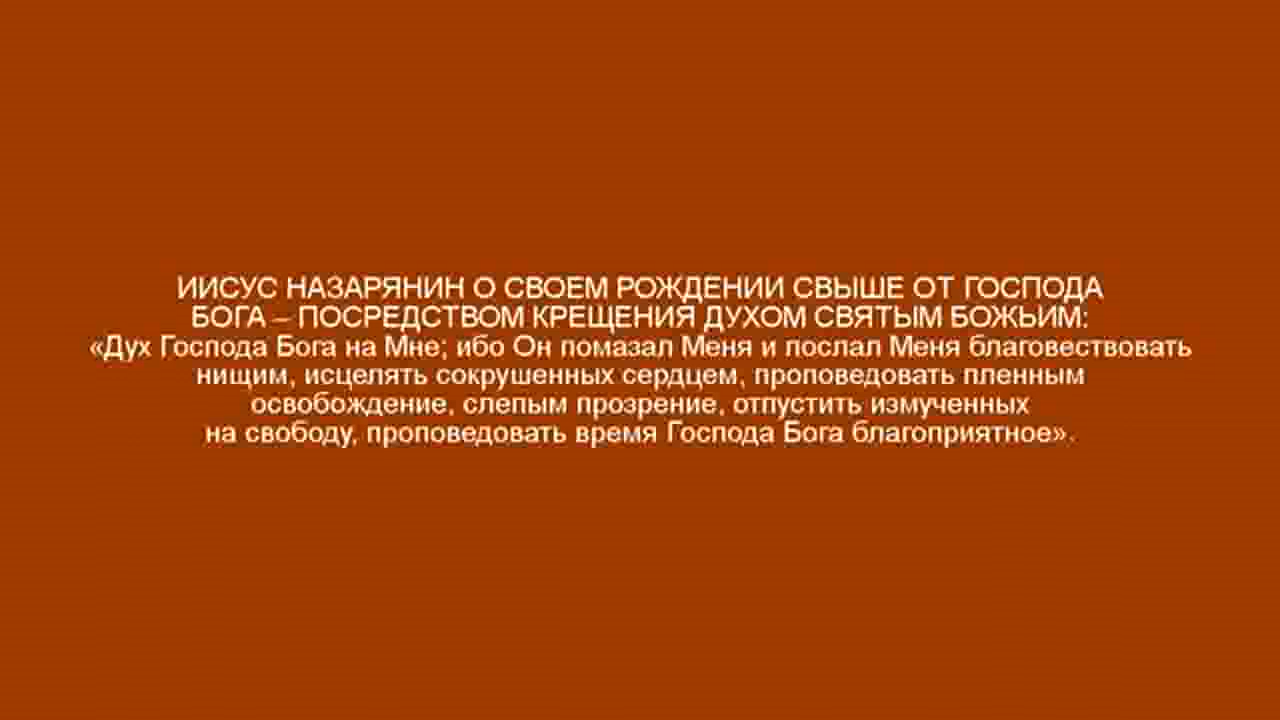 ИИСУС НАЗАРЯНИН О СВОЕМ РОЖДЕНИИ СВЫШЕ ОТ ГОСПОДА
БОГА – ПОСРЕДСТВОМ КРЕЩЕНИЯ ДУХОМ СВЯТЫМ БОЖЬИМ:
«Дух Господа Бога на Мне; ибо Он помазал Меня и послал Меня благовествовать
нищим, исцелять сокрушенных сердцем, проповедовать пленным
освобождение, слепым прозрение, отпустить измученных
на свободу, проповедовать время Господа Бога благоприятное».